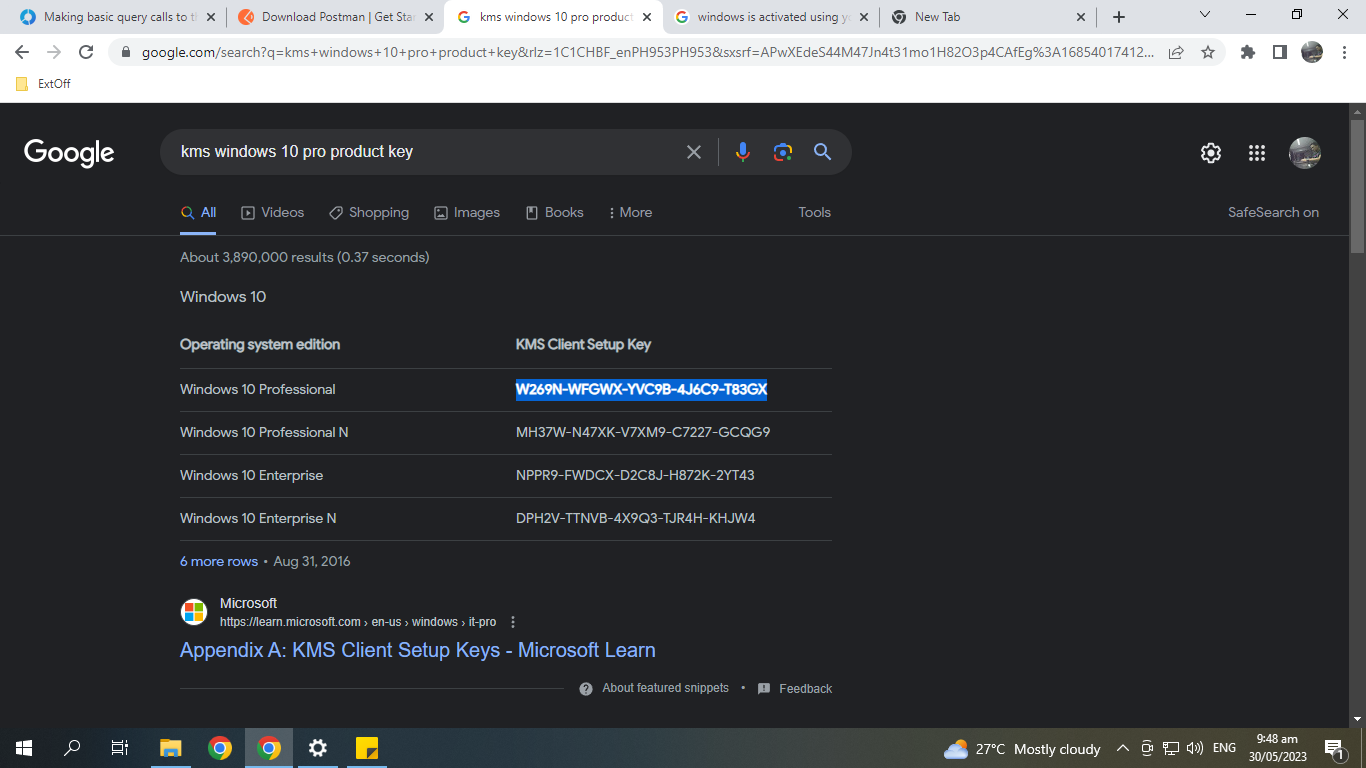 Making basic query calls to th
Download Postman | Get Star
kms windows 10 pro product
windows is activated using yo
New Tab
google.com/search?q=kms+windows+10+pro+product+key&rlz=1C1CHBF_enPH953PH953&sxsrf=APwXEdeS44M47Jn4t31mo1H82O3p4CAfEg%3A16854017412...
ExtOff
Google
kms windows 10 pro product key
All
Videos
Shopping
Images
Books
More
Tools
SafeSearch on
About 3,890,000 results (0.37 seconds)
Windows 10
Operating system edition KMS Client Setup Key
Windows 10 Professional W269N-WFGWX-YVC9B-4J6C9-T83GX
Windows 10 Professional N MH37W-N47XK-V7XM9-C7227-GCQG9
Windows 10 Enterprise NPPR9-FWDCX-D2C8J-H872K-2YT43
Windows 10 Enterprise N DPH2V-TTNVB-4X9Q3-TJR4H-KHJW4
6 more rows • Aug 31, 2016
Microsoft
https://learn.microsoft.com › en-us › windows › it-pro
Appendix A: KMS Client Setup Keys - Microsoft Learn
About featured snippets • Feedback
27°C Mostly cloudy
ENG
9:48 am
30/05/2023
1